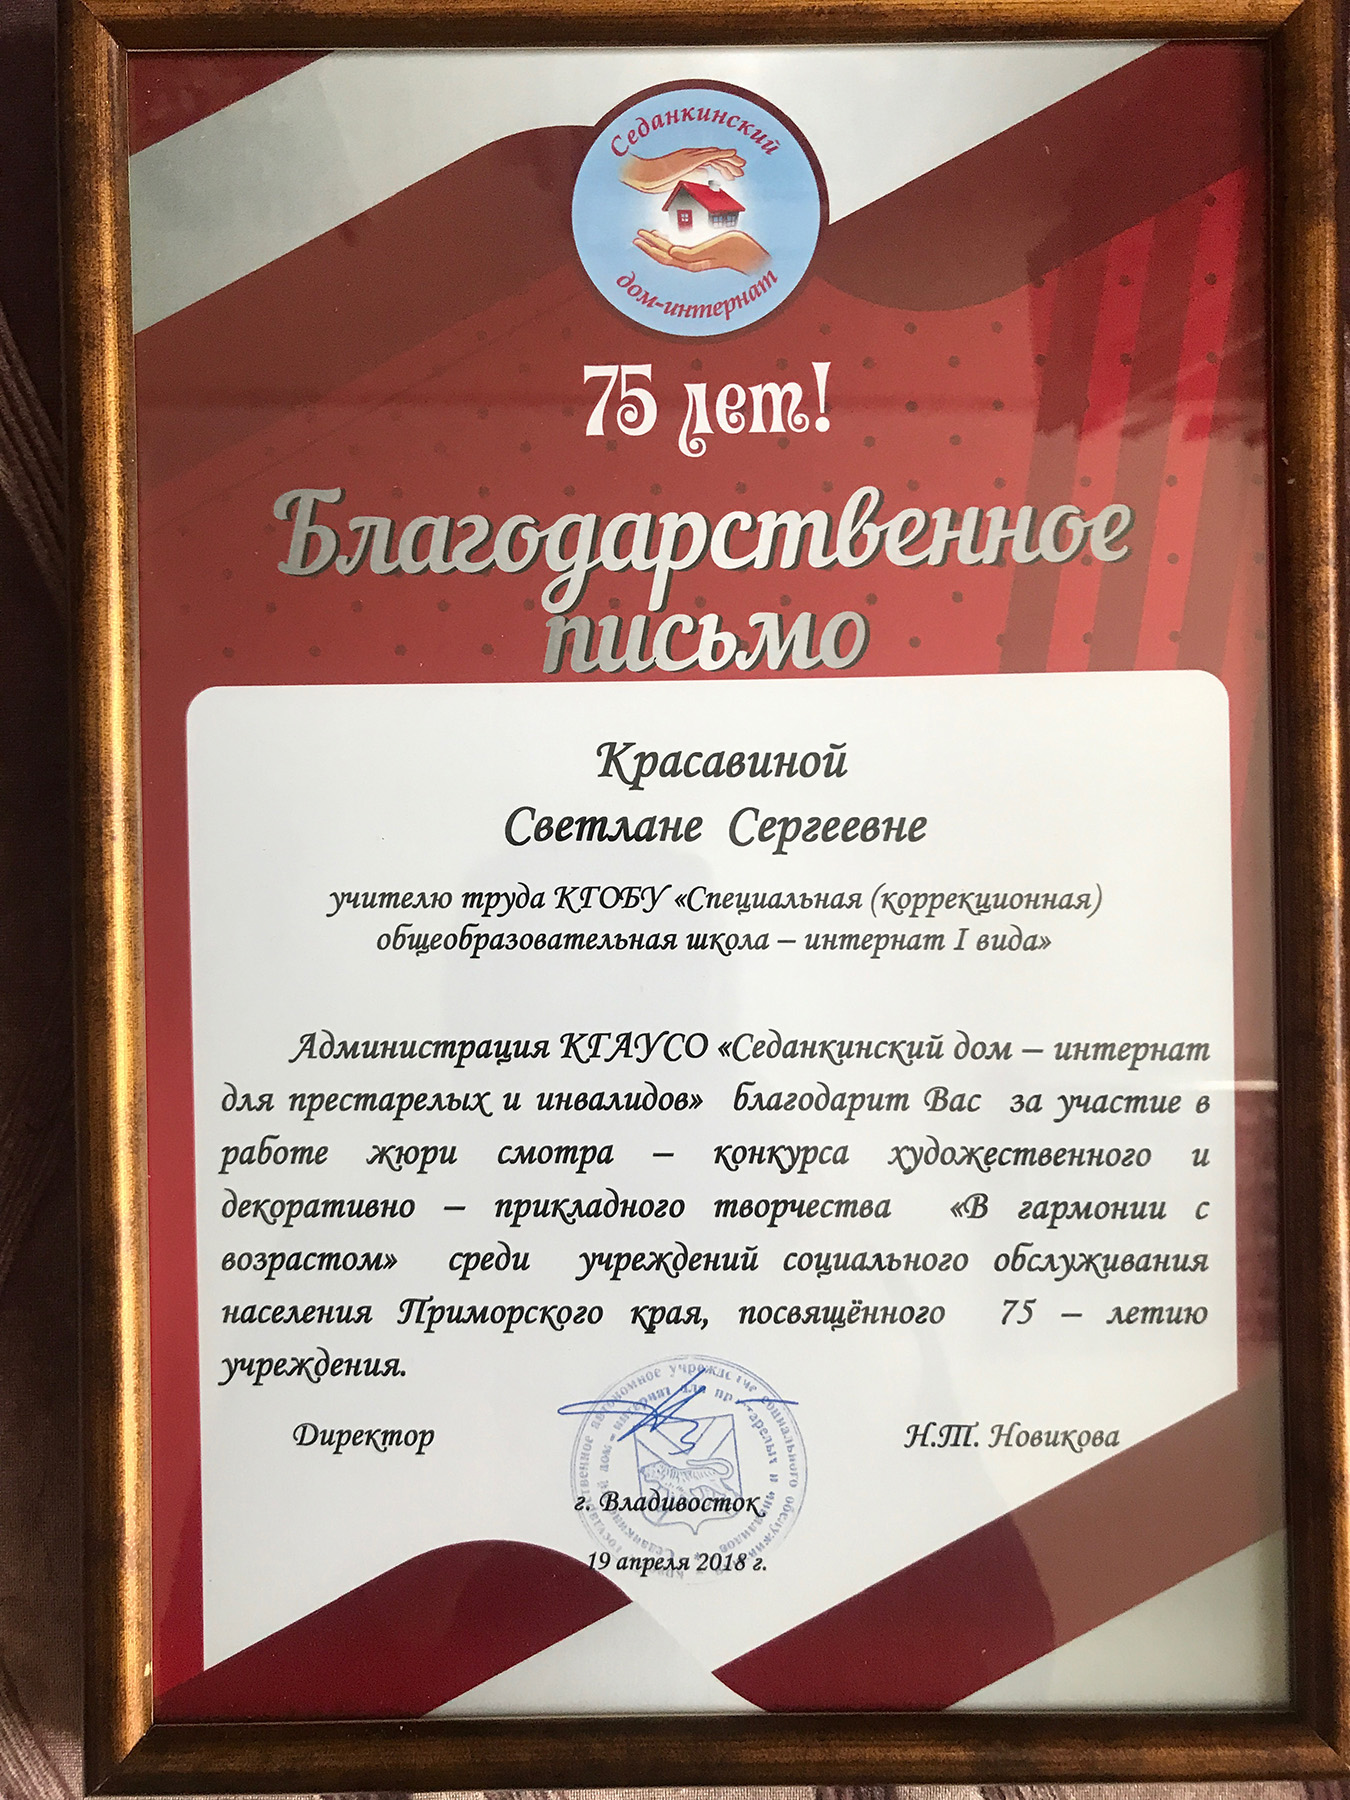 Седанкинский
дом-интернат
75 лет!
Благодарственное
письмо
Красавиной
Светлане Сергеевне
учителю труда КГОБУ «Специальная (коррекционная)
общеобразовательная школа – интернат I вида»
Администрация КГАУСО «Седанкинский дом – интернат
для престарелых и инвалидов» благодарит Вас за участие в
работе жюри смотра – конкурса художественного и
декоративно – прикладного творчества «В гармонии с
возрастом» среди учреждений социального обслуживания
населения Приморского края, посвящённого 75 – летию
учреждения.
Директор
Н.Т. Новикова
г. Владивосток
19 апреля 2018 г.